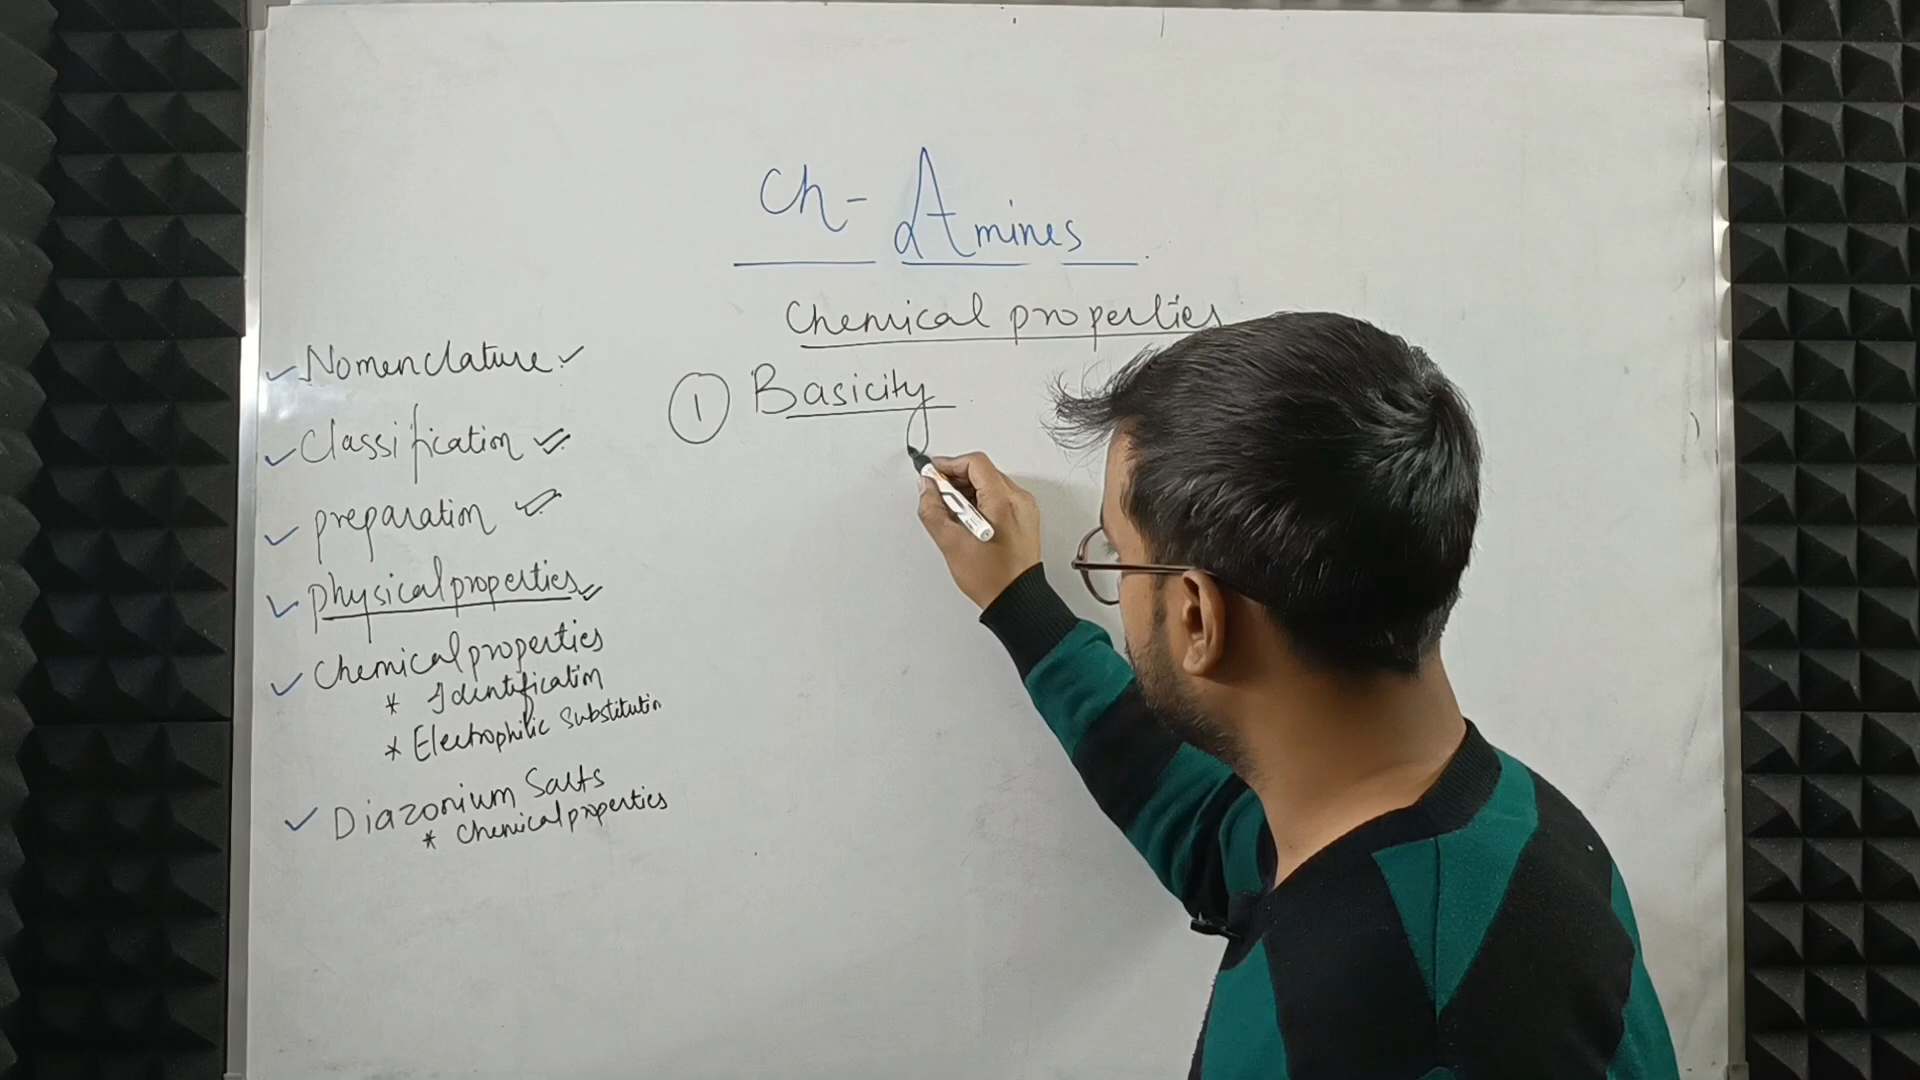 Ch- Amines
Chemical properties
① Basicity
Nomenclature
Classification
preparation
physical properties
Chemical properties
* Identification
* Electrophilic Substitution
Diazonium Salts
* Chemical properties